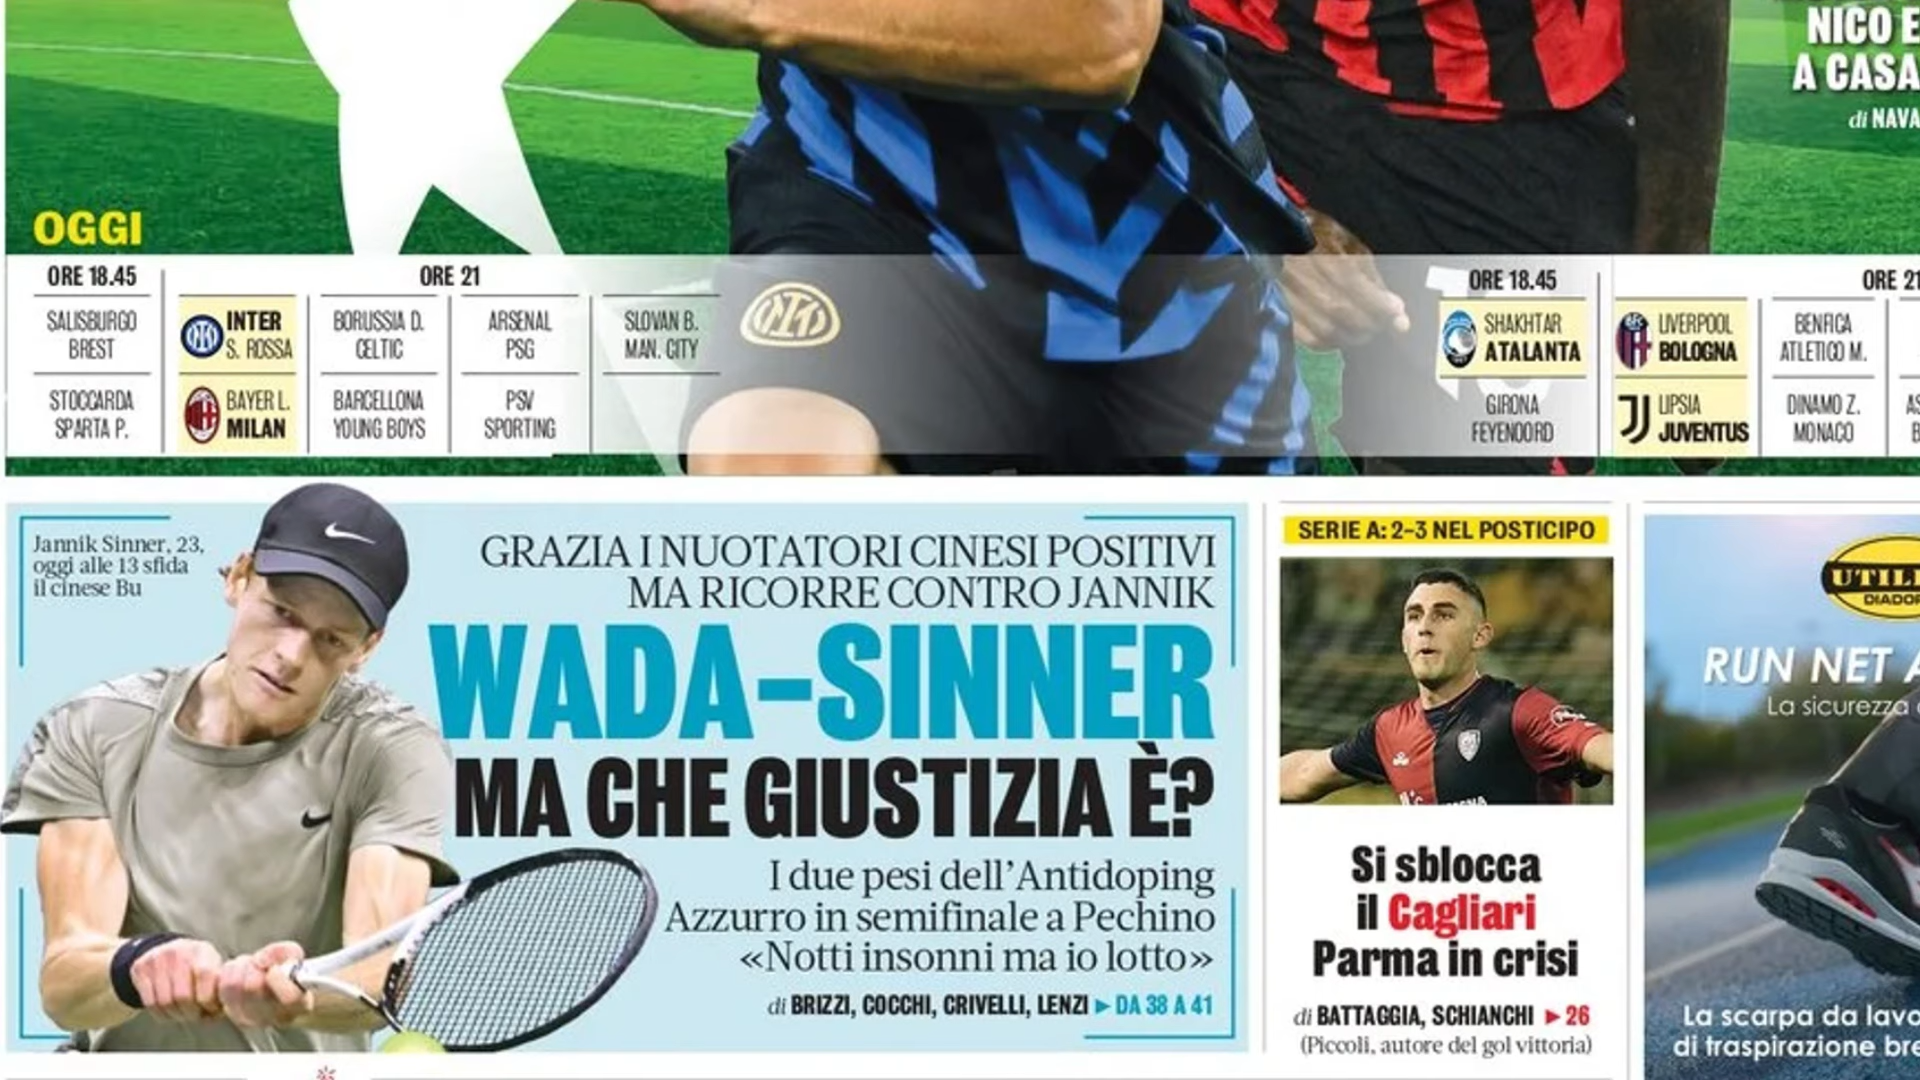 NICO E
A CASA
di NAVA
OGGI
ORE 18.45
SALISBURGO
BREST
STOCCARDA
SPARTA P.
ORE 21
INTER
S. ROSSA
BAYER L.
MILAN
BORUSSIA D.
CELTIC
BARCELLONA
YOUNG BOYS
ARSENAL
PSG
PSV
SPORTING
SLOVAN B.
MAN. CITY
ORE 18.45
SHAKHTAR
ATALANTA
GIRONA
FEYENOORD
ORE 21
LIVERPOOL
BOLOGNA
LIPSIA
JUVENTUS
BENFICA
ATLETICO M.
DINAMO Z.
MONACO
AS
B
Jannik Sinner, 23,
oggi alle 13 sfida
il cinese Bu
GRAZIA I NUOTATORI CINESI POSITIVI
MA RICORRE CONTRO JANNIK
WADA-SINNER
MA CHE GIUSTIZIA È?
I due pesi dell'Antidoping
Azzurro in semifinale a Pechino
«Notti insonni ma io lotto»
di BRIZZI, COCCHI, CRIVELLI, LENZI ▶ DA 38 A 41
SERIE A: 2-3 NEL POSTICIPO
Si sblocca
il Cagliari
Parma in crisi
di BATTAGGIA, SCHIANCHI ▶ 26
(Piccoli, autore del gol vittoria)
UTILI
DIADOR
RUN NET A
La sicurezza
La scarpa da lavo
di traspirazione bre